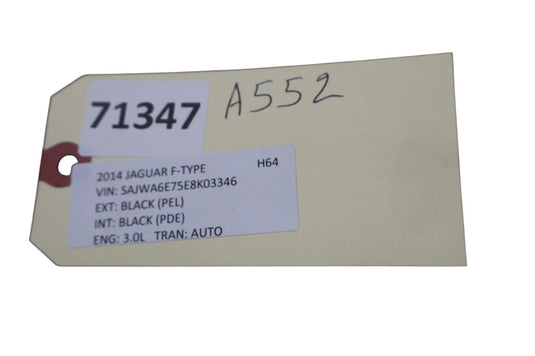 71347
A552
2014 JAGUAR F-TYPE H64
VIN: SAJWA6E75E8K03346
EXT: BLACK (PEL)
INT: BLACK (PDE)
ENG: 3.0L TRAN: AUTO